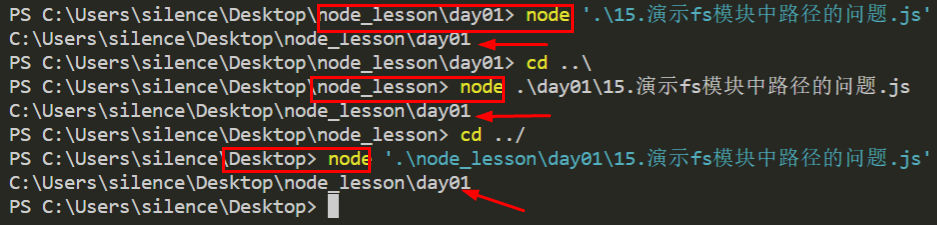 PS C:\Users\silence\Desktop\node_lesson\day01> node '.\15.演示fs模块中路径的问题.js'
C:\Users\silence\Desktop\node_lesson\day01
PS C:\Users\silence\Desktop\node_lesson\day01> cd ..\
PS C:\Users\silence\Desktop\node_lesson> node .\day01\15.演示fs模块中路径的问题.js
C:\Users\silence\Desktop\node_lesson\day01
PS C:\Users\silence\Desktop\node_lesson> cd ../
PS C:\Users\silence\Desktop> node '.\node_lesson\day01\15.演示fs模块中路径的问题.js'
C:\Users\silence\Desktop\node_lesson\day01
PS C:\Users\silence\Desktop>